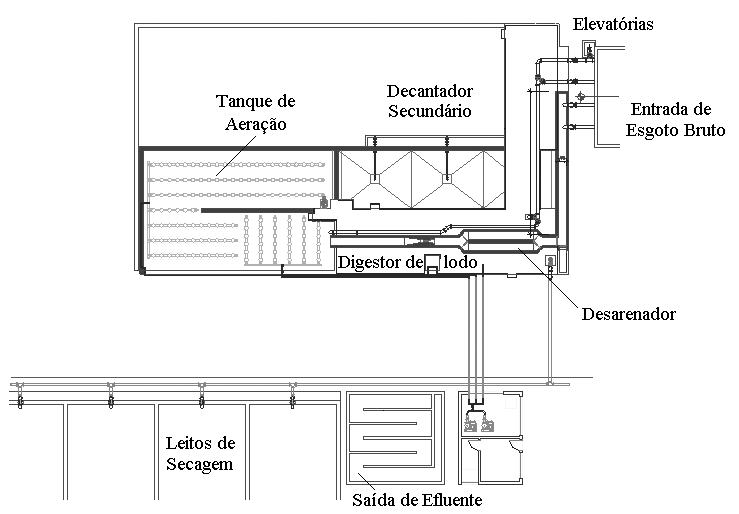 Elevatórias
Tanque de
Aeração
Decantador
Secundário
Entrada de
Esgoto Bruto
Digestor de lodo
Desarenador
Leitos de
Secagem
Saída de Efluente